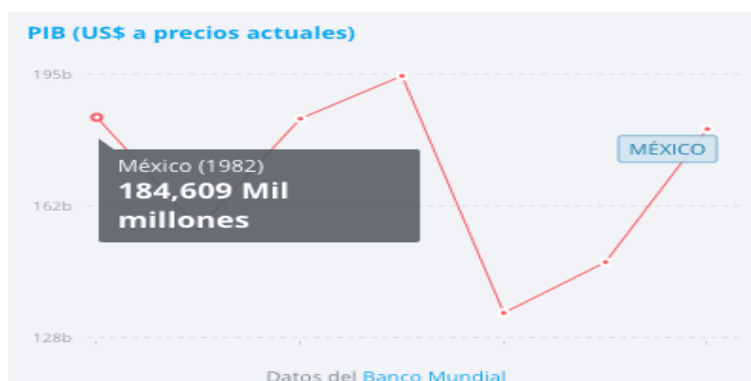 PIB (US$ a precios actuales)
195b
México (1982)
184,609 Mil
millones
MÉXICO
162b
128b
Datos del Banco Mundial